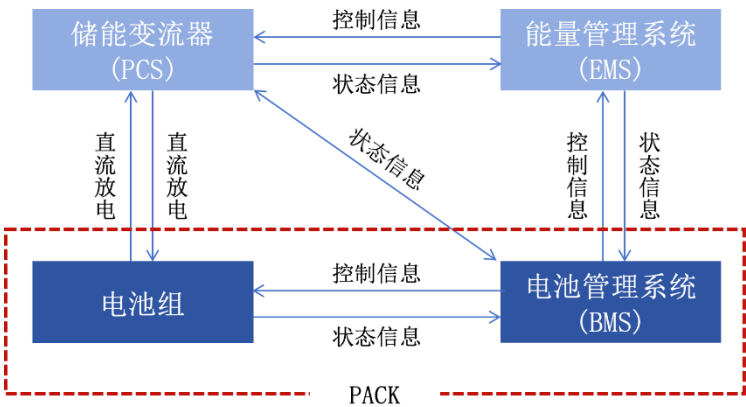 储能变流器
(PCS)
控制信息
状态信息
能量管理系统
(EMS)
直流放电
直流放电
状态信息
控制信息
状态信息
电池组
控制信息
状态信息
电池管理系统
(BMS)
PACK